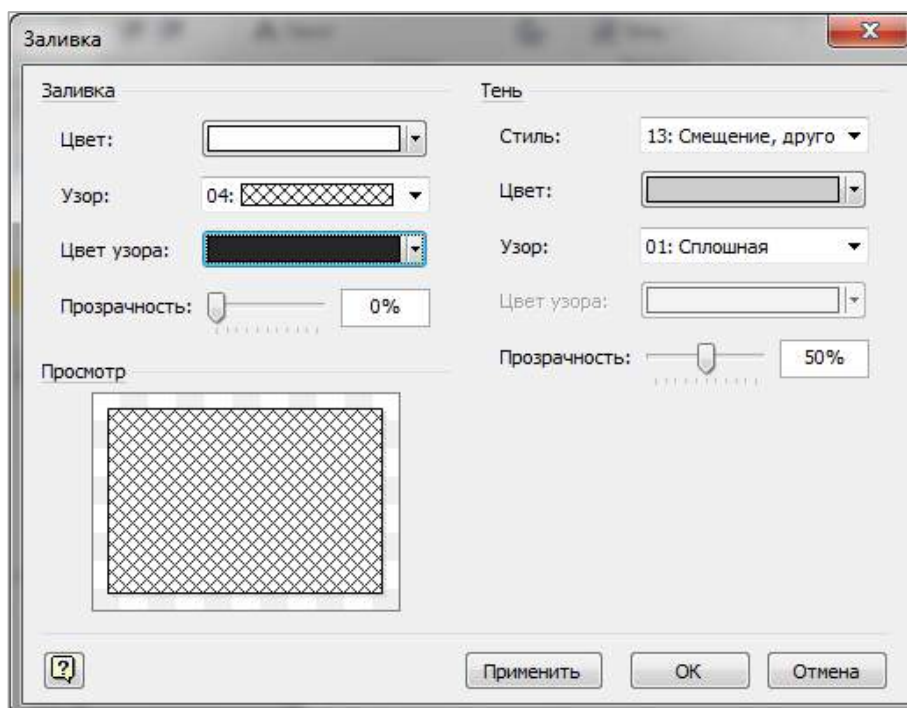 Заливка
Заливка
Цвет:
Узор:
04:
Цвет узора:
Прозрачность:
0%
Просмотр
Тень
Стиль:
13: Смещение, друго
Цвет:
Узор:
01: Сплошная
Цвет узора:
Прозрачность:
50%
?
Применить
ОК
Отмена